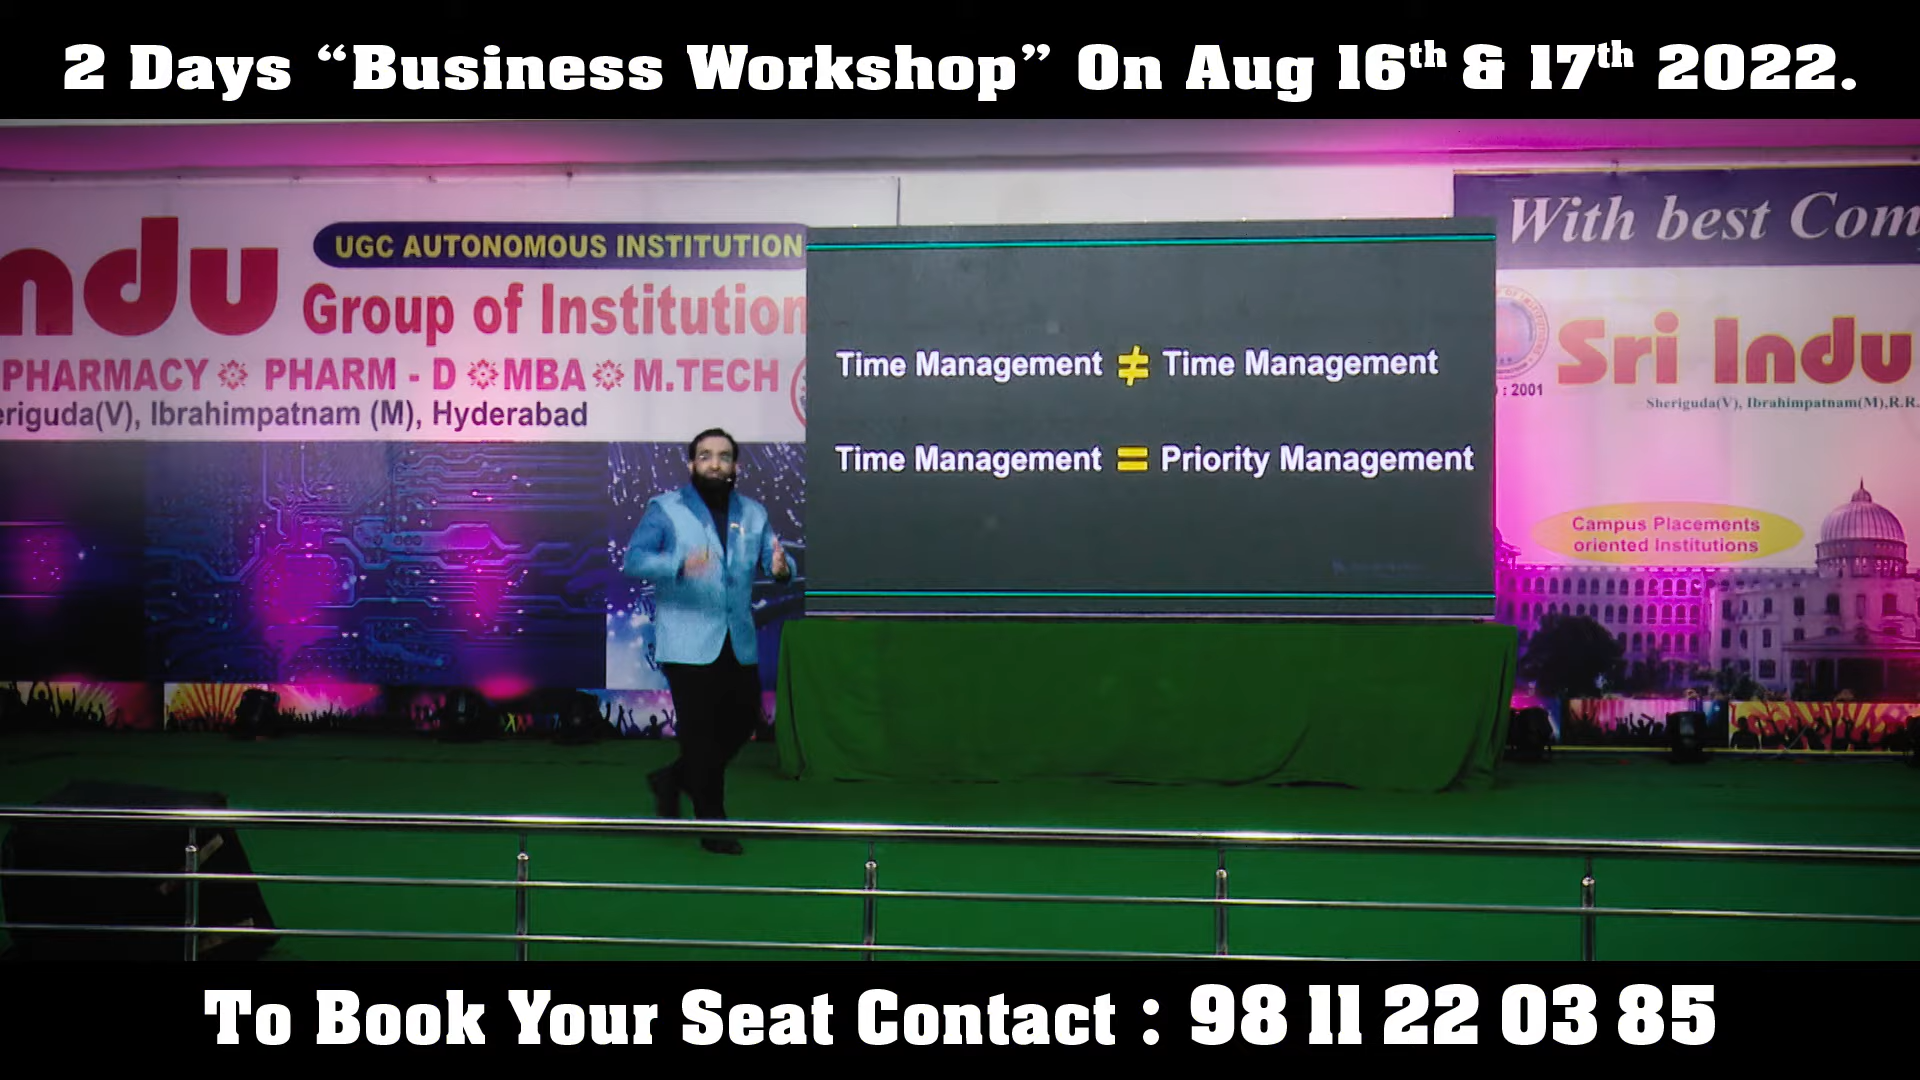 2 Days “Business Workshop” On Aug 16th & 17th 2022.
ndu
UGC AUTONOMOUS INSTITUTION
Group of Institution
PHARMACY ❉ PHARM - D ❉ MBA ❉ M.TECH
eriguda(V), Ibrahimpatnam (M), Hyderabad
Time Management ≠ Time Management
Time Management = Priority Management
With best Com
: 2001
Sri Indu
Sheriguda(V), Ibrahimpatnam(M),R.R.
Campus Placements
oriented Institutions
To Book Your Seat Contact : 98 11 22 03 85